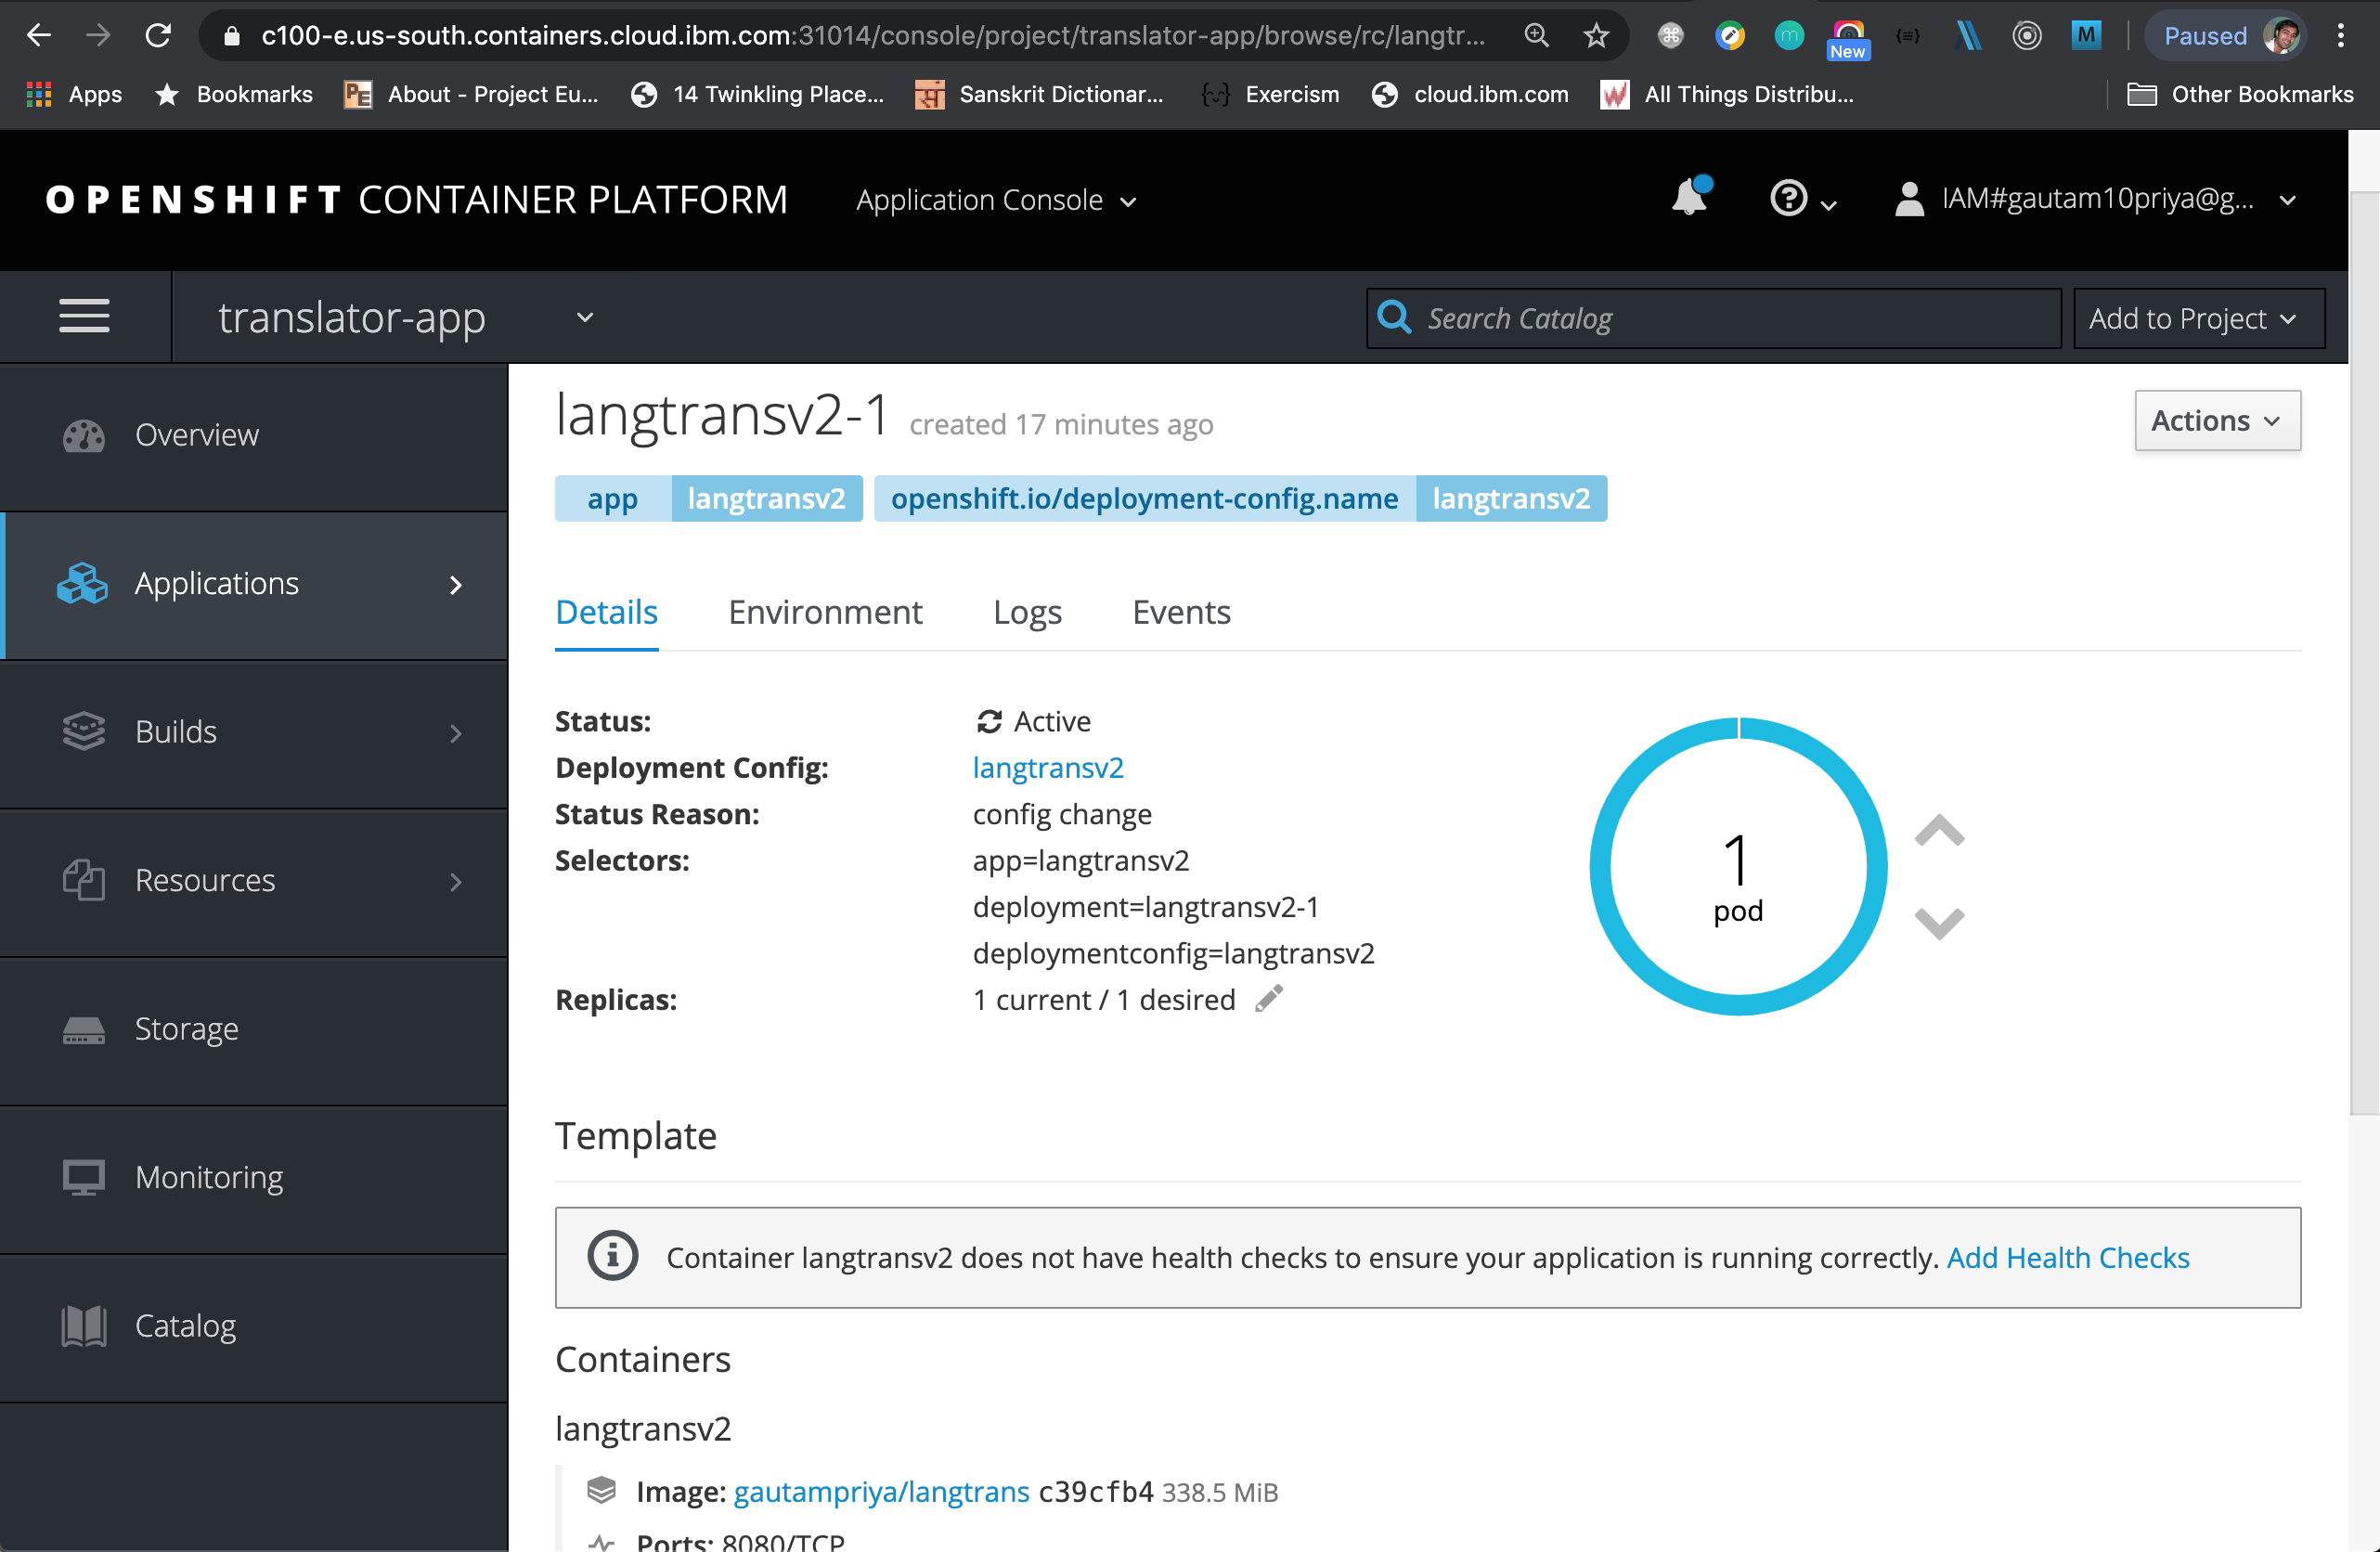 c100-e.us-south.containers.cloud.ibm.com:31014/console/project/translator-app/browse/rc/langtr...
New
M
Paused
Apps
Bookmarks
PE
About - Project Eu...
14 Twinkling Place...
सं
Sanskrit Dictionar...
Exercism
cloud.ibm.com
All Things Distribu...
Other Bookmarks
OPENSHIFT CONTAINER PLATFORM
Application Console
IAM#gautam10priya@g...
translator-app
Search Catalog
Add to Project
Overview
Applications
Builds
Resources
Storage
Monitoring
Catalog
langtransv2-1 created 17 minutes ago
Actions
app langtransv2 openshift.io/deployment-config.name langtransv2
Details Environment Logs Events
Status: Active
Deployment Config: langtransv2
Status Reason: config change
Selectors: app=langtransv2
deployment=langtransv2-1
deploymentconfig=langtransv2
Replicas: 1 current / 1 desired
1
pod
Template
Container langtransv2 does not have health checks to ensure your application is running correctly. Add Health Checks
Containers
langtransv2
Image: gautampriya/langtrans c39cfb4 338.5 MiB
Ports: 8080/TCP